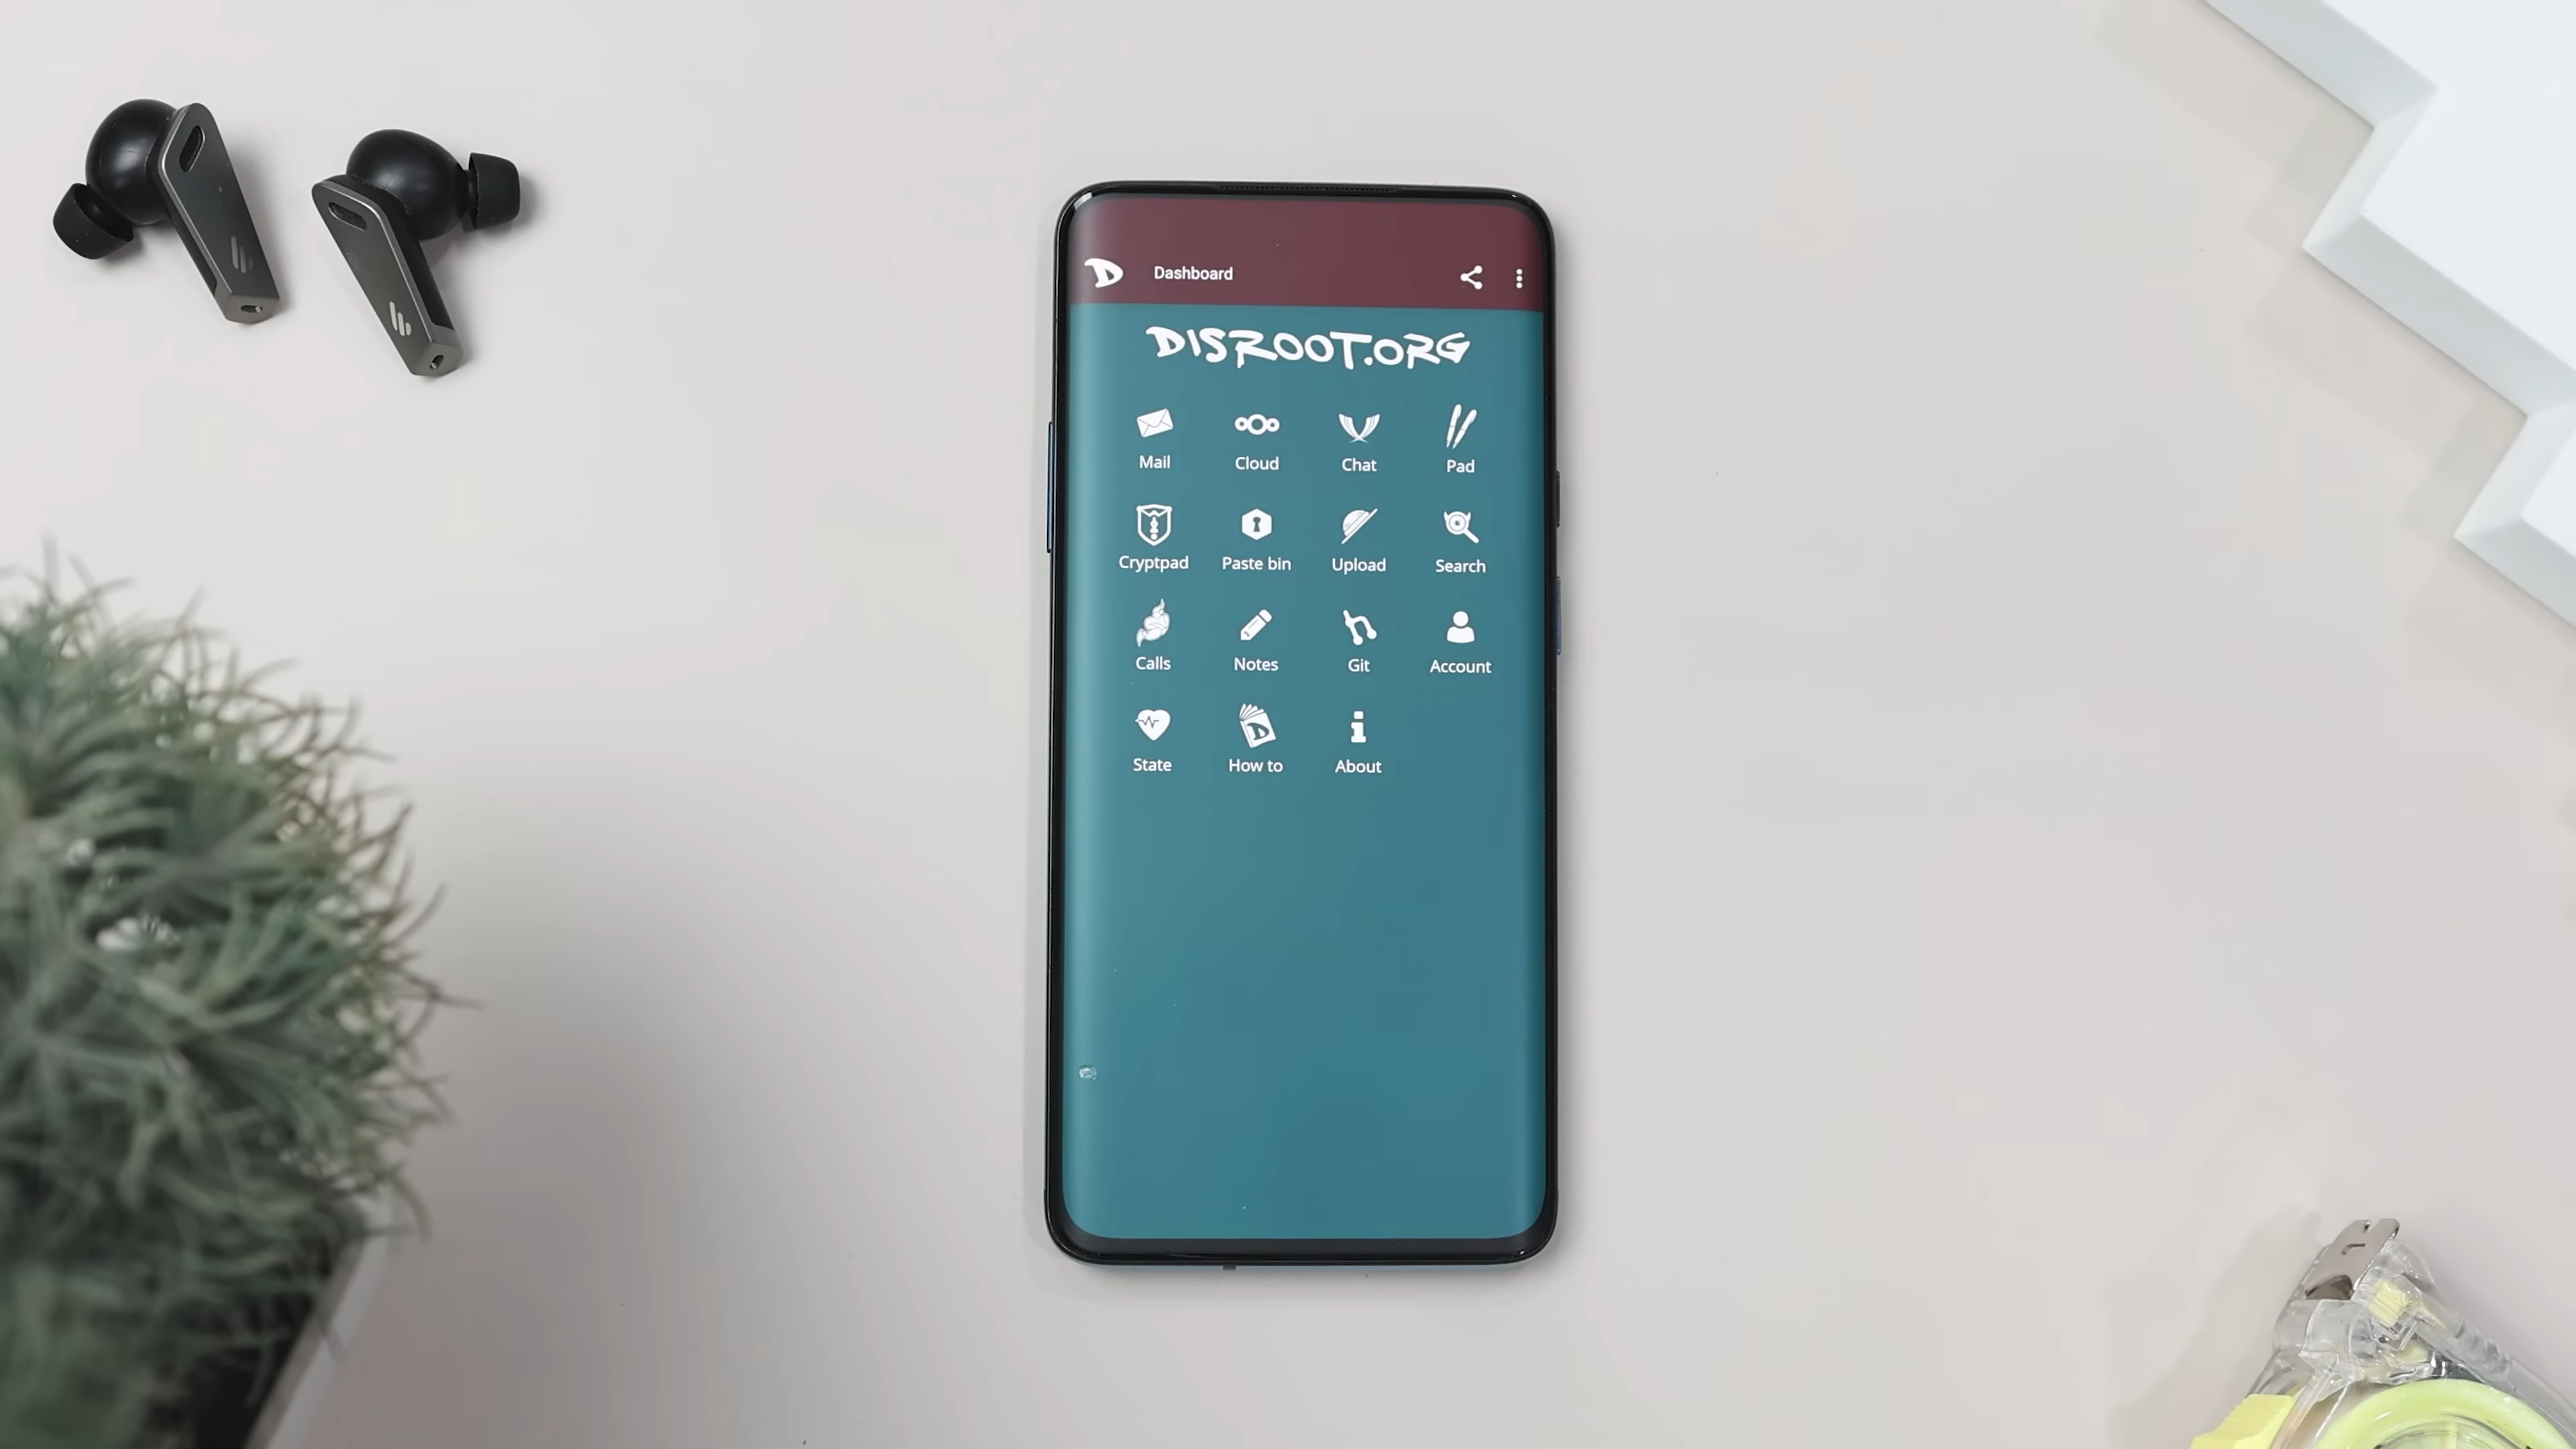 Dashboard
DISROOT.ORG
Mail Cloud Chat Pad
Cryptpad Paste bin Upload Search
Calls Notes Git Account
State How to About